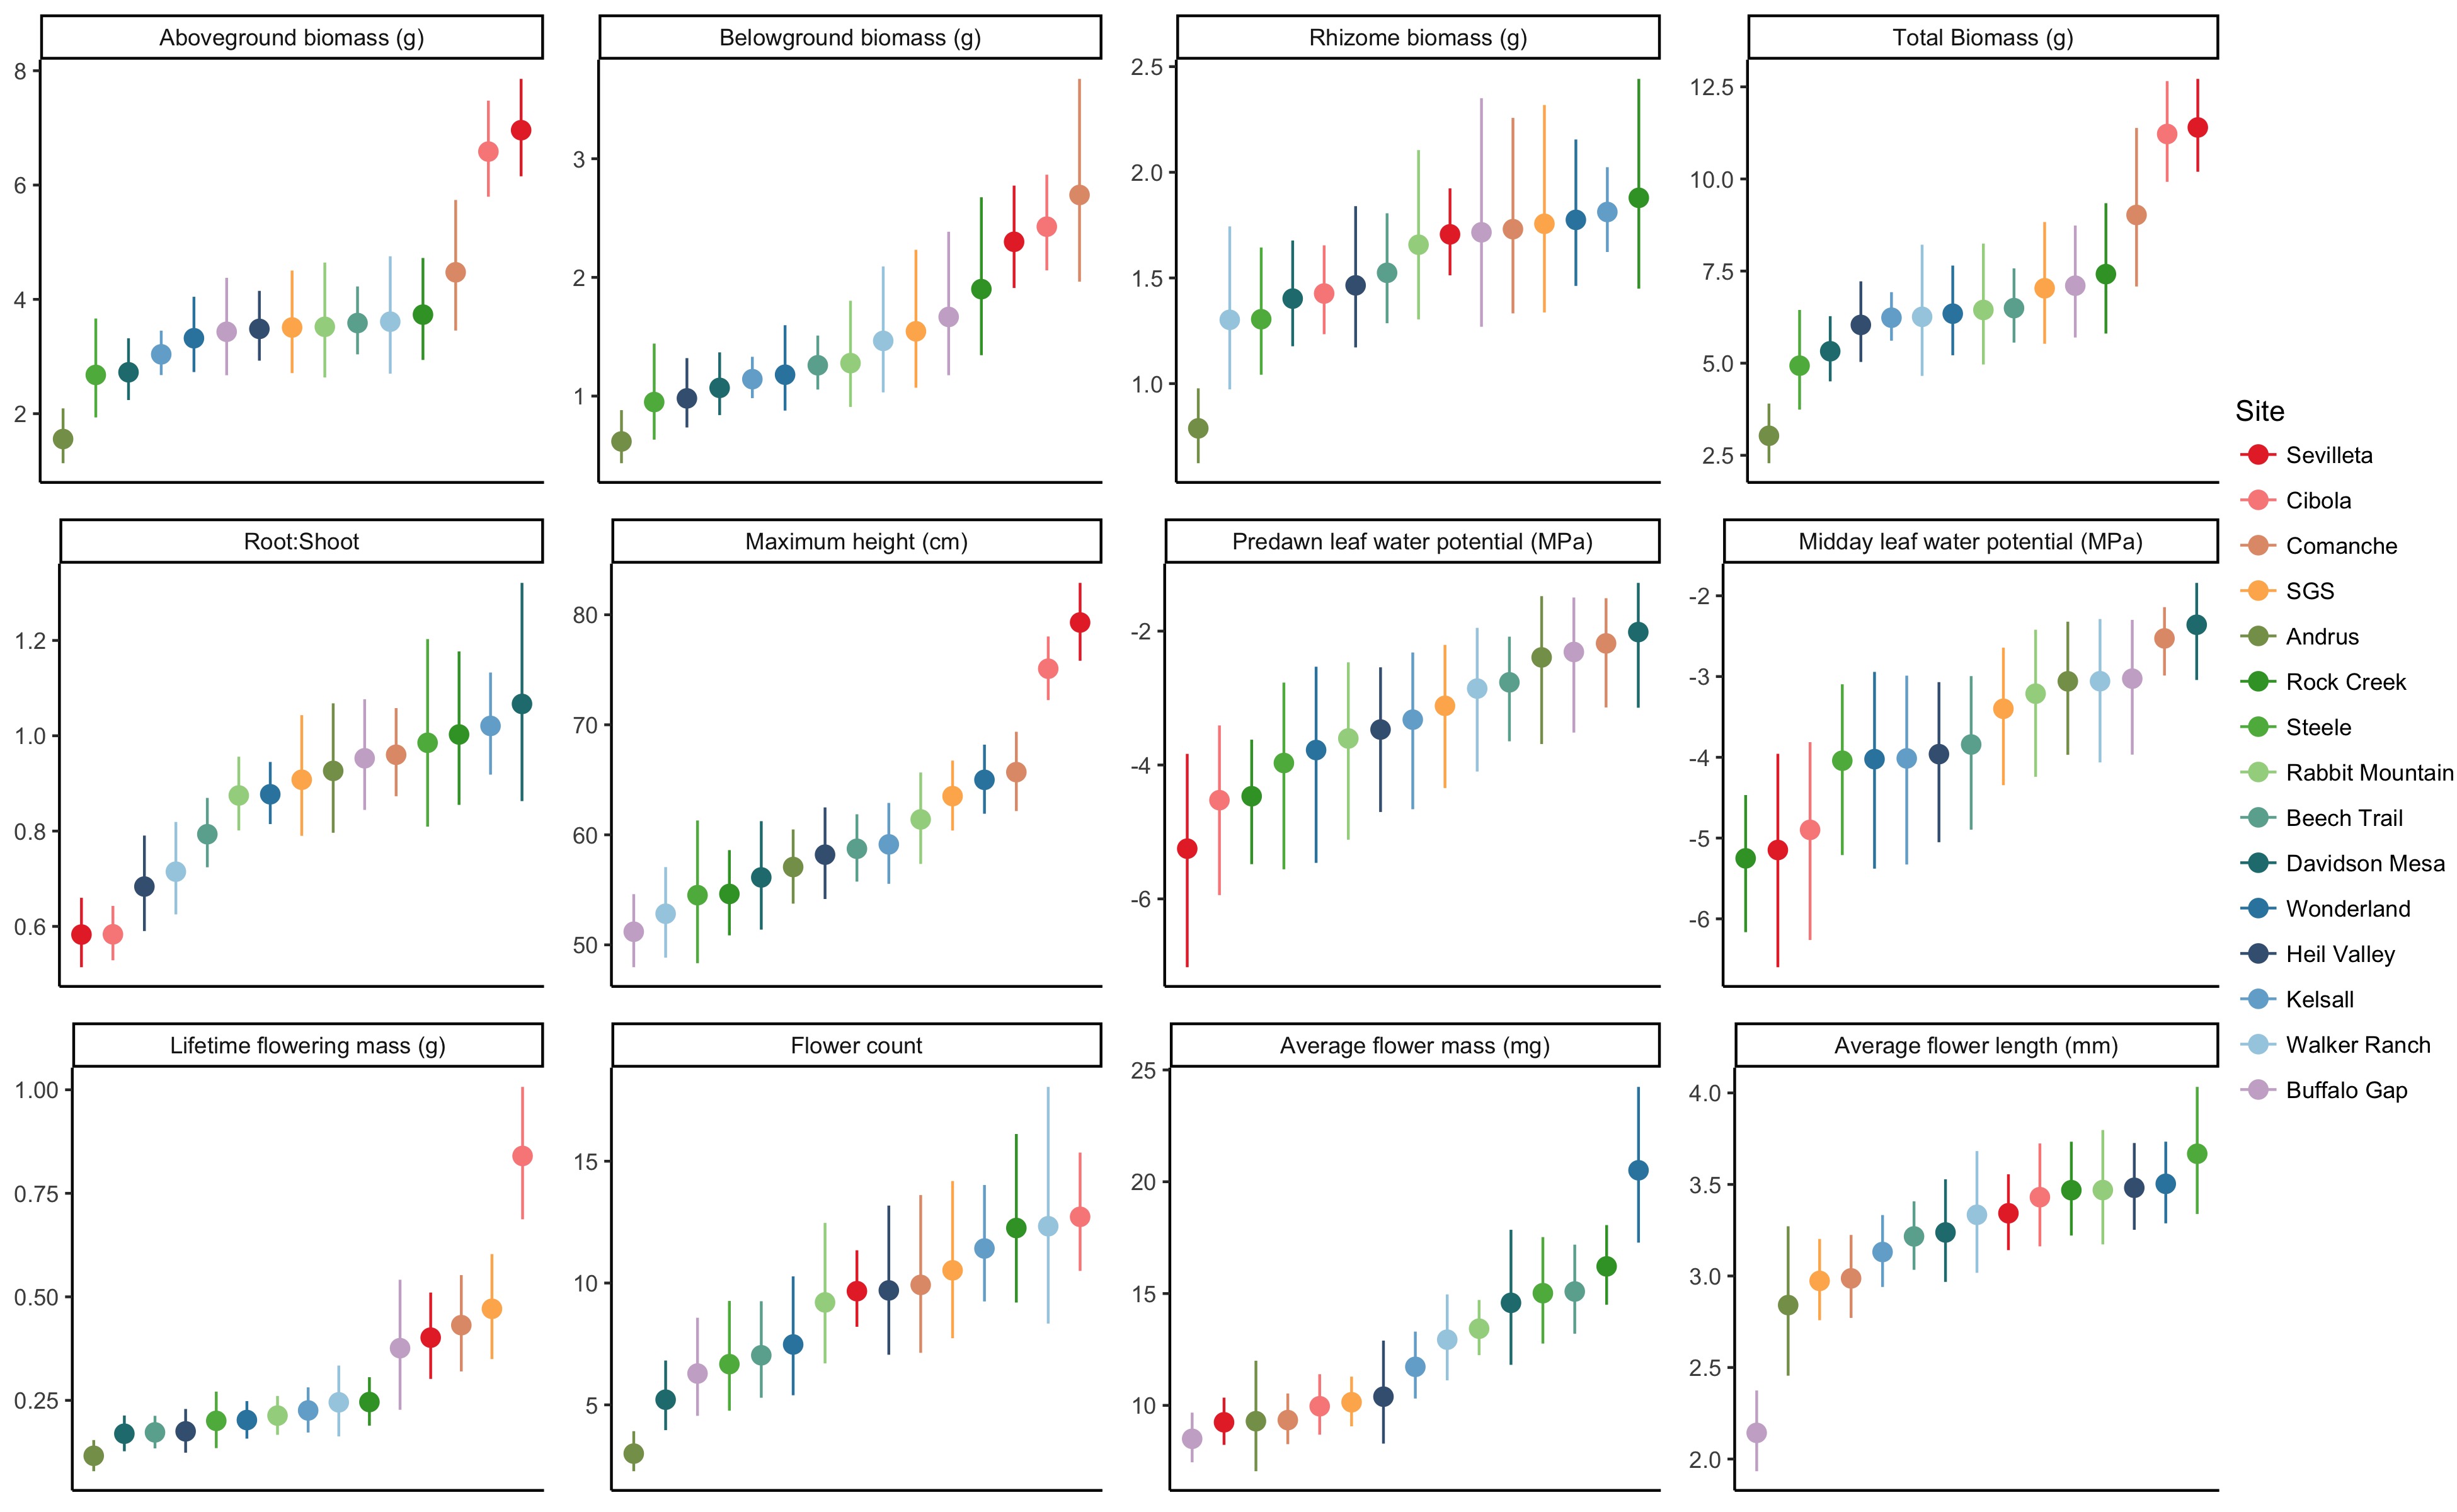 Aboveground biomass (g)
8
6
4
2
Belowground biomass (g)
3
2
1
Rhizome biomass (g)
2.5
2.0
1.5
1.0
Total Biomass (g)
12.5
10.0
7.5
5.0
2.5
Root:Shoot
1.2
1.0
0.8
0.6
Maximum height (cm)
80
70
60
50
Predawn leaf water potential (MPa)
-2
-4
-6
Midday leaf water potential (MPa)
-2
-3
-4
-5
-6
Lifetime flowering mass (g)
1.00
0.75
0.50
0.25
Flower count
15
10
5
Average flower mass (mg)
25
20
15
10
Average flower length (mm)
4.0
3.5
3.0
2.5
2.0
Site
Sevilleta
Cibola
Comanche
SGS
Andrus
Rock Creek
Steele
Rabbit Mountain
Beech Trail
Davidson Mesa
Wonderland
Heil Valley
Kelsall
Walker Ranch
Buffalo Gap